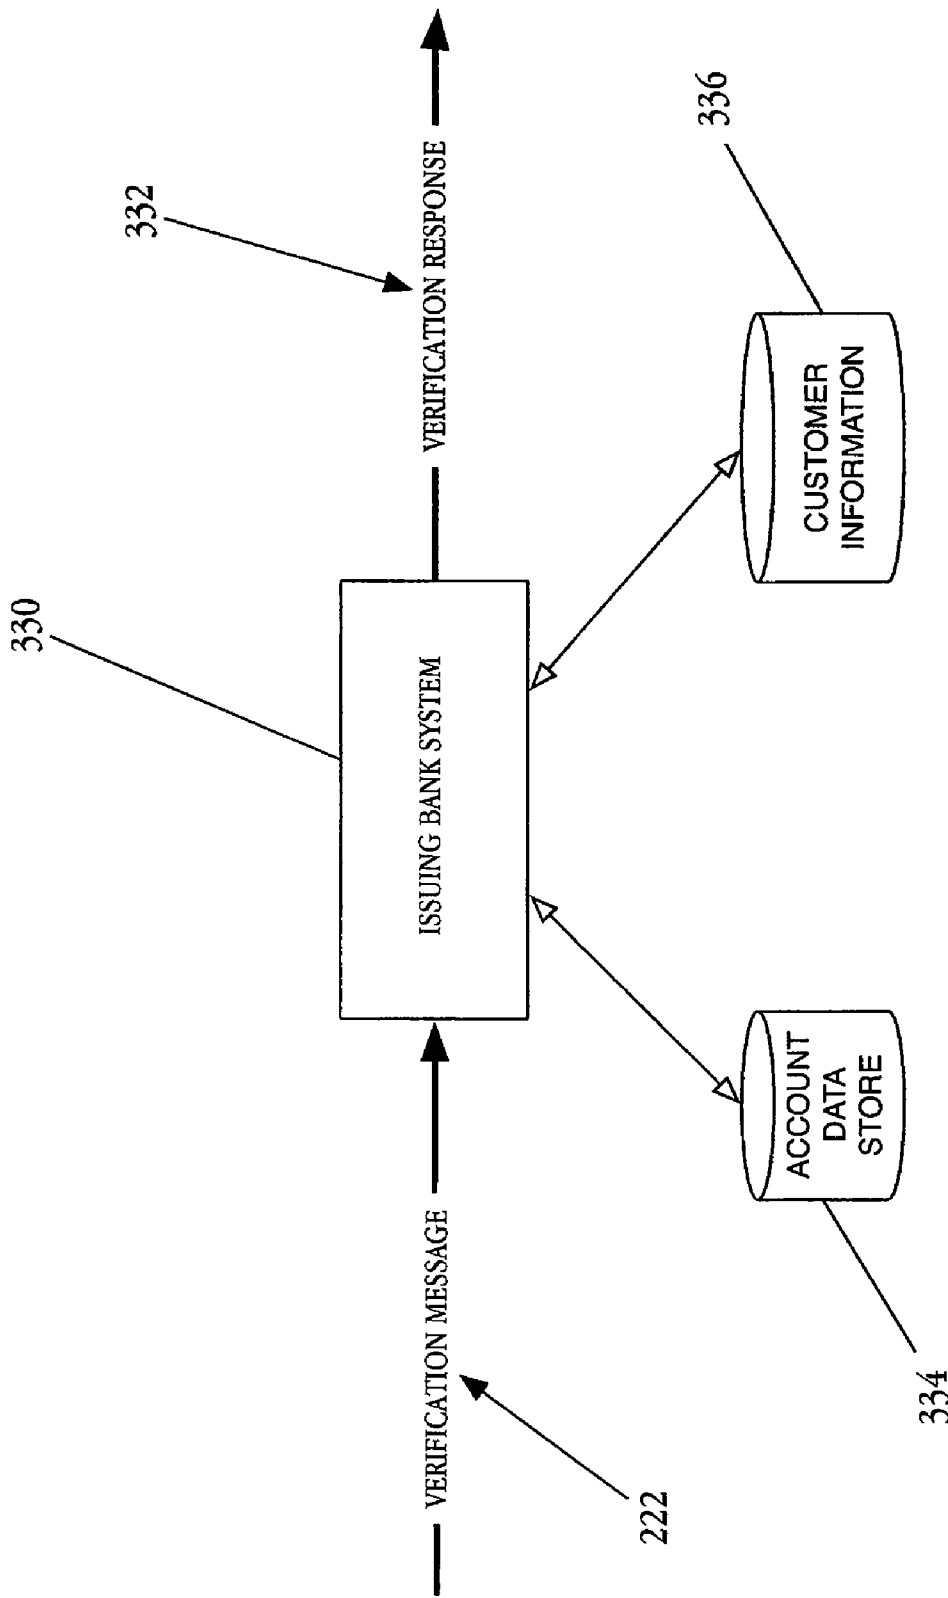 330
332
VERIFICATION MESSAGE
ISSUING BANK SYSTEM
VERIFICATION RESPONSE
222
ACCOUNT
DATA
STORE
CUSTOMER
INFORMATION
334
336